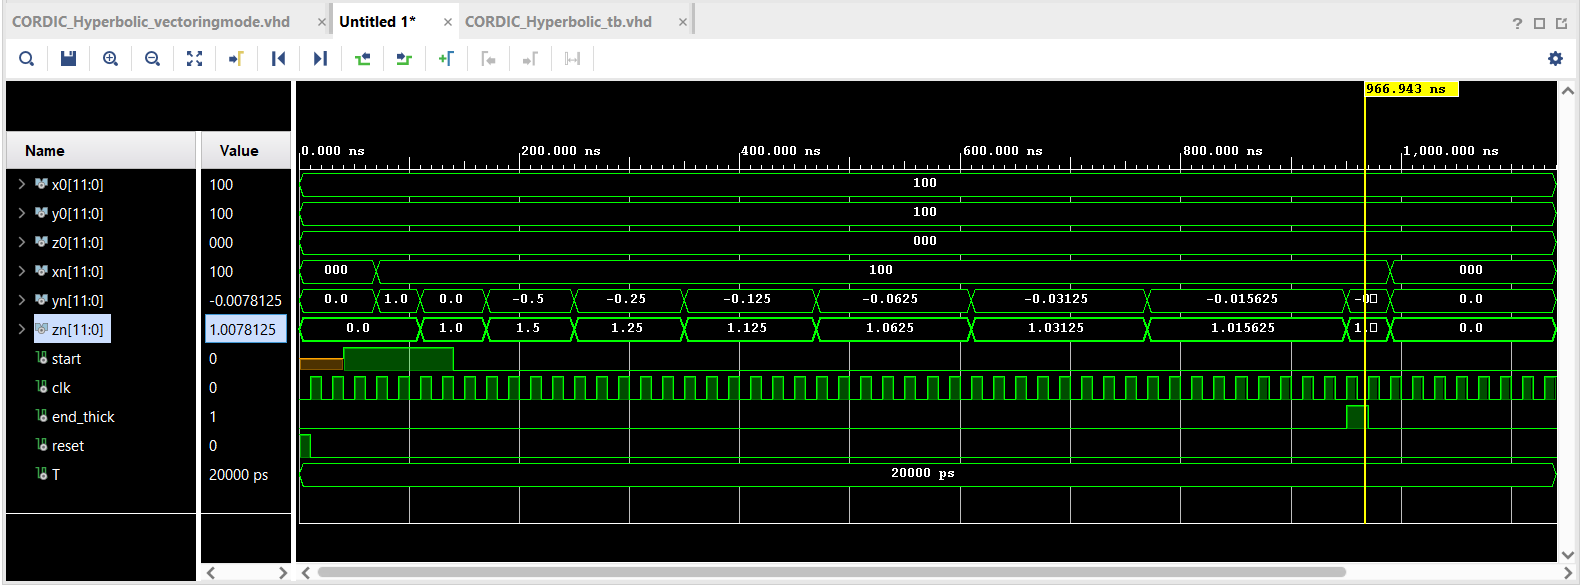 CORDIC_Hyperbolic_vectoringmode.vhd × Untitled 1* × CORDIC_Hyperbolic_tb.vhd ×
966.943 ns
Name Value 0.000 ns 200.000 ns 400.000 ns 600.000 ns 800.000 ns 1,000.000 ns
x0[11:0] 100 100
y0[11:0] 100 100
z0[11:0] 000 000
xn[11:0] 100 000 100 000
yn[11:0] -0.0078125 0.0 1.0 0.0 -0.5 -0.25 -0.125 -0.0625 -0.03125 -0.015625 -0 0.0
zn[11:0] 1.0078125 0.0 1.0 1.5 1.25 1.125 1.0625 1.03125 1.015625 1. 0.0
start 0
clk 0
end_thick 1
reset 0
T 20000 ps 20000 ps